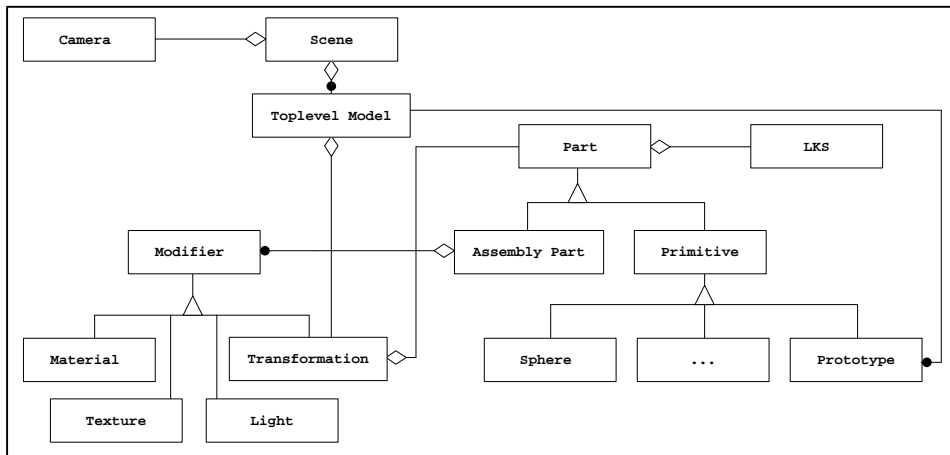 Camera
Scene
Toplevel Model
Part
LKS
Modifier
Assembly Part
Primitive
Material
Transformation
Sphere
...
Prototype
Texture
Light